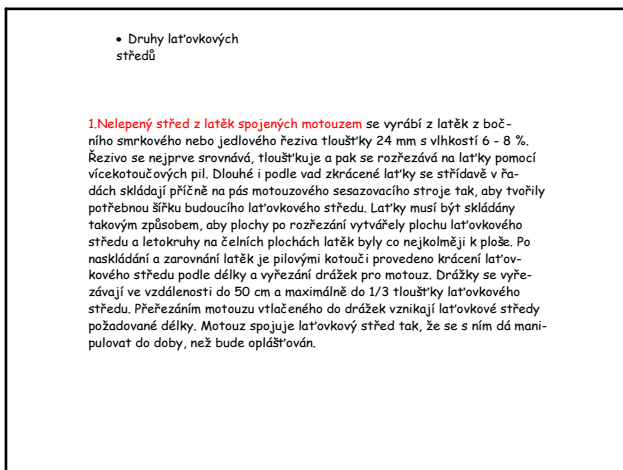 • Druhy laťovkových
středů
1.Nelepený střed z latěk spojených motouzem se vyrábí z latěk z boč-
ního smrkového nebo jedlového řeziva tloušťky 24 mm s vlhkostí 6 - 8 %.
Řezivo se nejprve srovnává, tloušťkuje a pak se rozřezává na laťky pomocí
vícekotoučových pil. Dlouhé i podle vad zkrácené laťky se střídavě v řa-
dách skládají příčně na pás motouzového sesazovacího stroje tak, aby tvořily
potřebnou šířku budoucího laťovkového středu. Laťky musí být skládány
takovým způsobem, aby plochy po rozřezání vytvářely plochu laťovkového
středu a letokruhy na čelních plochách latěk byly co nejkolměji k ploše. Po
naskládání a zarovnání latěk je pilovými kotouči provedeno krácení laťov-
kového středu podle délky a vyřezání drážek pro motouz. Drážky se vyře-
závají ve vzdálenosti do 50 cm a maximálně do 1/3 tloušťky laťovkového
středu. Přeřezáním motouzu vtlačeného do drážek vznikají laťovkové středy
požadované délky. Motouz spojuje laťovkový střed tak, že se s ním dá mani-
pulovat do doby, než bude oplášťován.